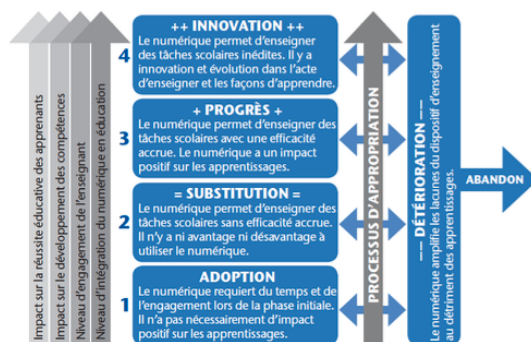 Impact sur la réussite éducative des apprenants
Impact sur le développement des compétences
Niveau d'engagement de l'enseignant
Niveau d'intégration du numérique en éducation
4
++ INNOVATION ++
Le numérique permet d'enseigner
des tâches scolaires inédites. Il y a
innovation et évolution dans l'acte
d'enseigner et les façons d'apprendre.
3
+ PROGRÈS +
Le numérique permet d'enseigner des
tâches scolaires avec une efficacité
accrue. Le numérique a un impact
positif sur les apprentissages.
2
= SUBSTITUTION =
Le numérique permet d'enseigner des
tâches scolaires sans efficacité accrue.
Il n'y a ni avantage ni désavantage à
utiliser le numérique.
1
ADOPTION
Le numérique requiert du temps et de
l'engagement lors de la phase initiale.
Il n'a pas nécessairement d'impact
positif sur les apprentissages.
PROCESSUS D'APPROPRIATION
–– DÉTÉRIORATION ––
Le numérique amplifie les lacunes du dispositif d'enseignement
au détriment des apprentissages.
ABANDON